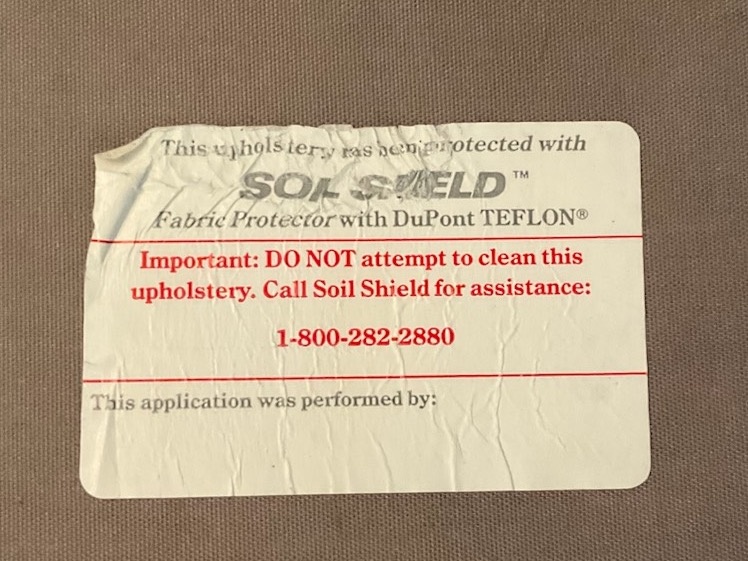 This upholstery has been protected with
SOIL SHIELD™
Fabric Protector with DuPont TEFLON®
Important: DO NOT attempt to clean this
upholstery. Call Soil Shield for assistance:
1-800-282-2880
This application was performed by: